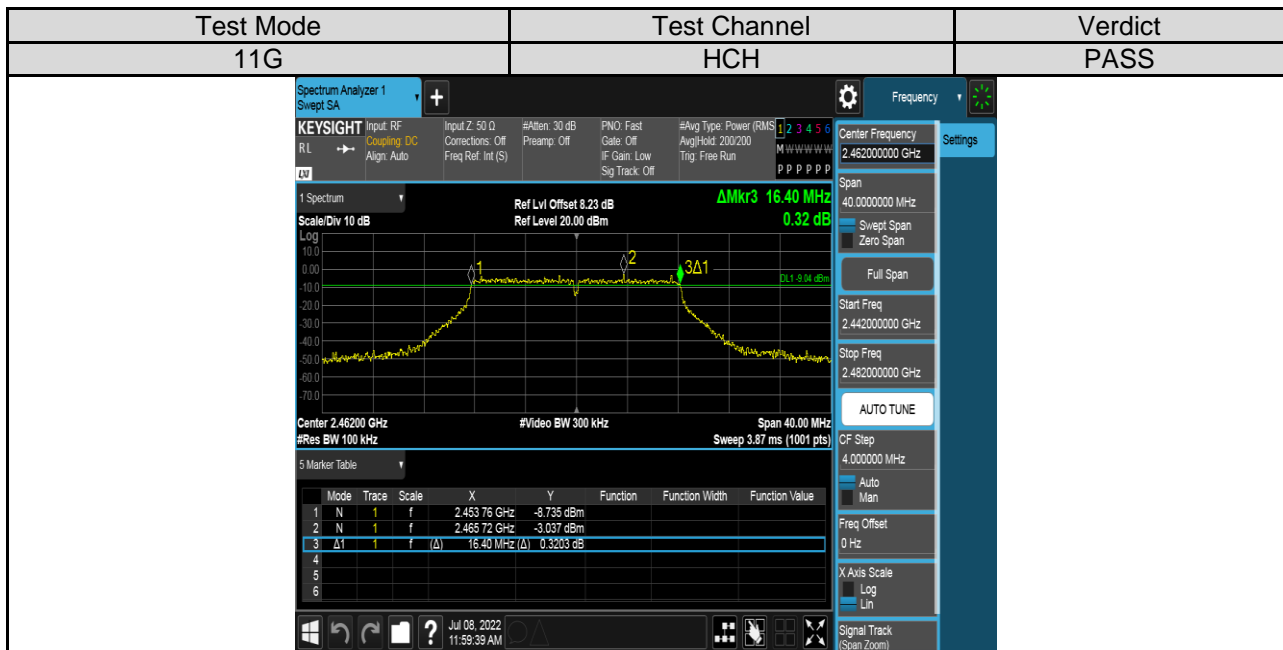 Test Mode Test Channel Verdict
11G HCH PASS
Spectrum Analyzer 1
Swept SA
Frequency
KEYSIGHT Input: RF Input Z: 50 Ω #Atten: 30 dB PNO: Fast #Avg Type: Power (RMS 1 2 3 4 5 6
RL Coupling: DC Corrections: Off Preamp: Off Gate: Off Avg|Hold: 200/200 M W W W W W
Align: Auto Freq Ref: Int (S) IF Gain: Low Trig: Free Run
LXI Sig Track: Off P P P P P P
Center Frequency
2.462000000 GHz
Settings
1 Spectrum
Ref Lvl Offset 8.23 dB ΔMkr3 16.40 MHz
Scale/Div 10 dB Ref Level 20.00 dBm 0.32 dB
Log
10.0
0.00
-10.0
-20.0
-30.0
-40.0
-50.0
-60.0
-70.0
1
2
3Δ1
DL1 -9.04 dBm
Center 2.46200 GHz #Video BW 300 kHz Span 40.00 MHz
#Res BW 100 kHz Sweep 3.87 ms (1001 pts)
Span
40.0000000 MHz
Swept Span
Zero Span
Full Span
Start Freq
2.442000000 GHz
Stop Freq
2.482000000 GHz
AUTO TUNE
CF Step
4.000000 MHz
Auto
Man
Freq Offset
0 Hz
X Axis Scale
Log
Lin
Signal Track
(Span Zoom)
5 Marker Table
Mode Trace Scale X Y Function Function Width Function Value
1 N 1 f 2.453 76 GHz -8.735 dBm
2 N 1 f 2.465 72 GHz -3.037 dBm
3 Δ1 1 f (Δ) 16.40 MHz (Δ) 0.3203 dB
4
5
6
? Jul 08, 2022
11:59:39 AM